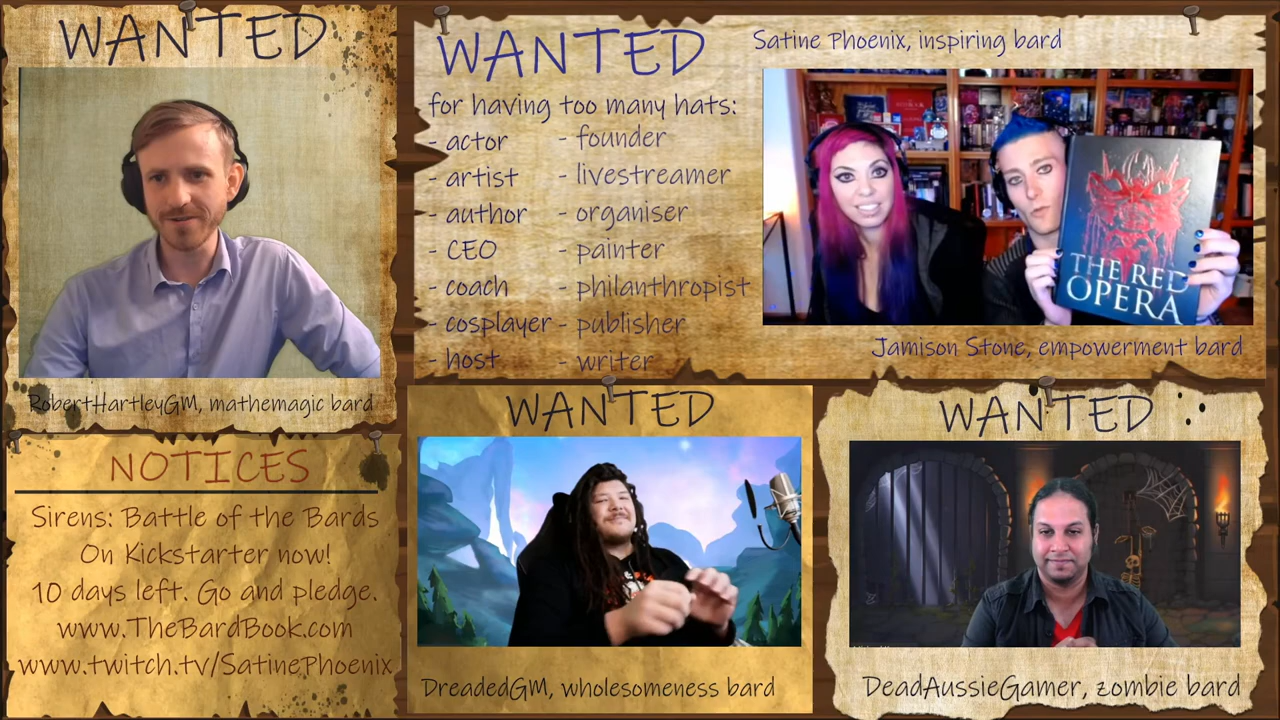 WANTED
RobertHartleyGM, mathemagic bard
NOTICES
Sirens: Battle of the Bards
On Kickstarter now!
10 days left. Go and pledge.
www.TheBardBook.com
www.twitch.tv/SatinePhoenix
WANTED
for having too many hats:
- actor
- artist
- author
- CEO
- coach
- cosplayer
- host
- founder
- livestreamer
- organiser
- painter
- philanthropist
- publisher
- writer
Satine Phoenix, inspiring bard
THE RED
OPERA
Jamison Stone, empowerment bard
WANTED
DreadedGM, wholesomeness bard
WANTED
DeadAussieGamer, zombie bard